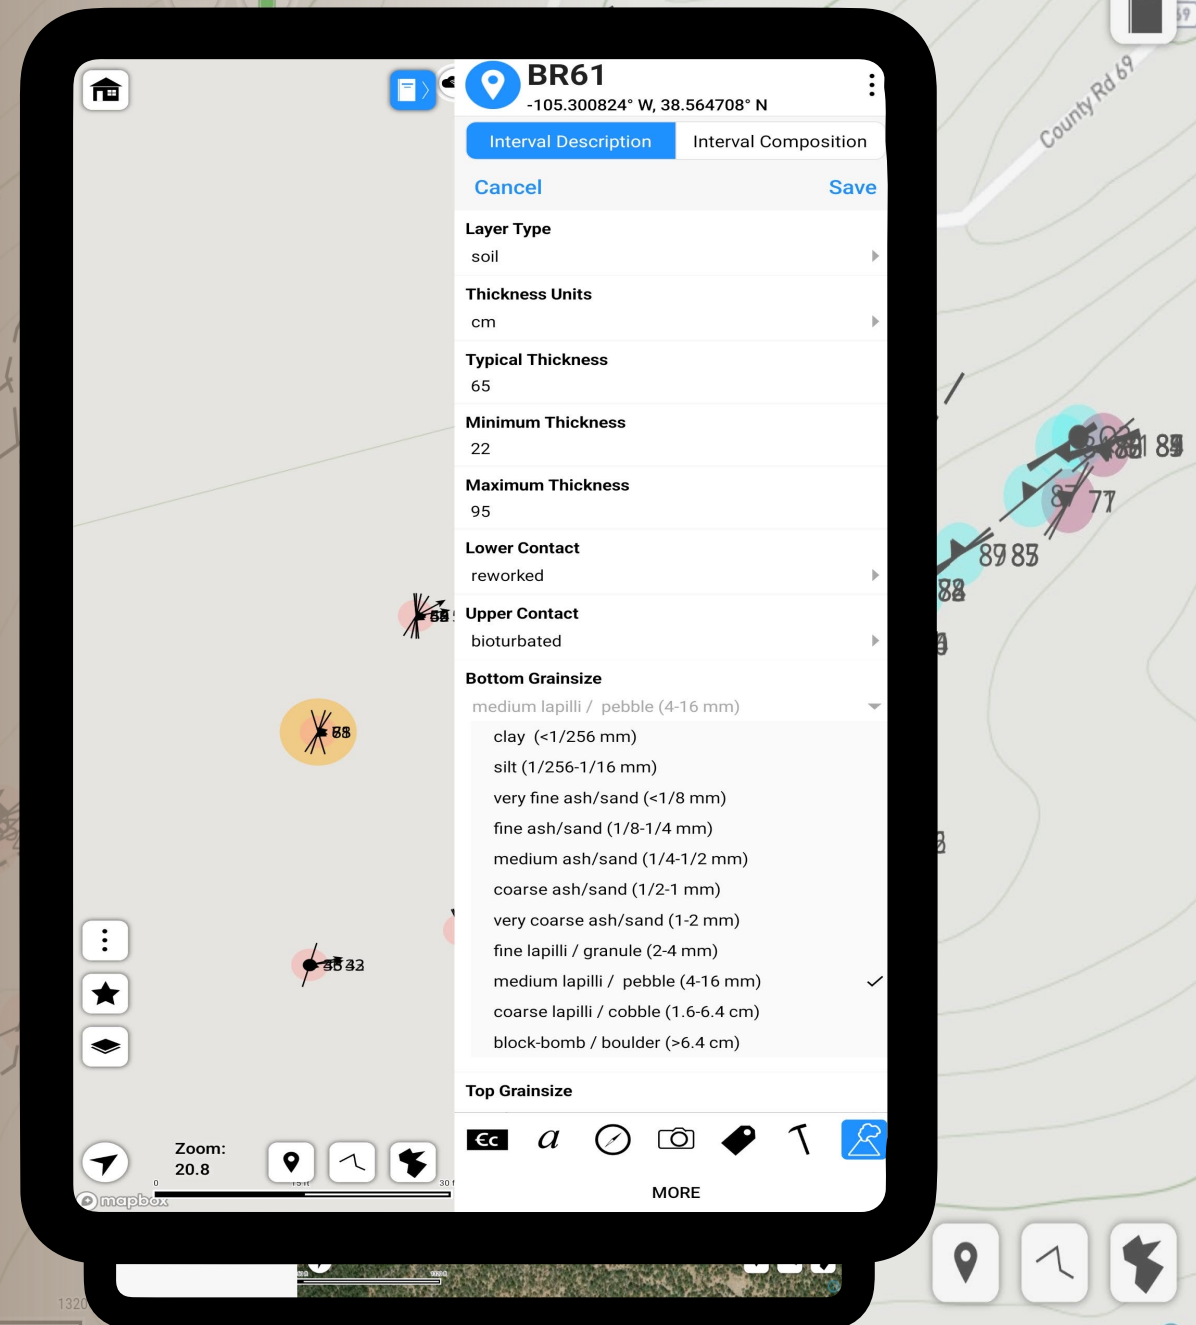 BR61
-105.300824° W, 38.564708° N
Interval Description
Interval Composition
Cancel
Save
Layer Type
soil
Thickness Units
cm
Typical Thickness
65
Minimum Thickness
22
Maximum Thickness
95
Lower Contact
reworked
Upper Contact
bioturbated
Bottom Grainsize
medium lapilli / pebble (4-16 mm)
clay (<1/256 mm)
silt (1/256-1/16 mm)
very fine ash/sand (<1/8 mm)
fine ash/sand (1/8-1/4 mm)
medium ash/sand (1/4-1/2 mm)
coarse ash/sand (1/2-1 mm)
very coarse ash/sand (1-2 mm)
fine lapilli / granule (2-4 mm)
medium lapilli / pebble (4-16 mm)
coarse lapilli / cobble (1.6-6.4 cm)
block-bomb / boulder (>6.4 cm)
Top Grainsize
MORE
Zoom:
20.8
0
30
mapbox
County Rd 69
87
71
1320